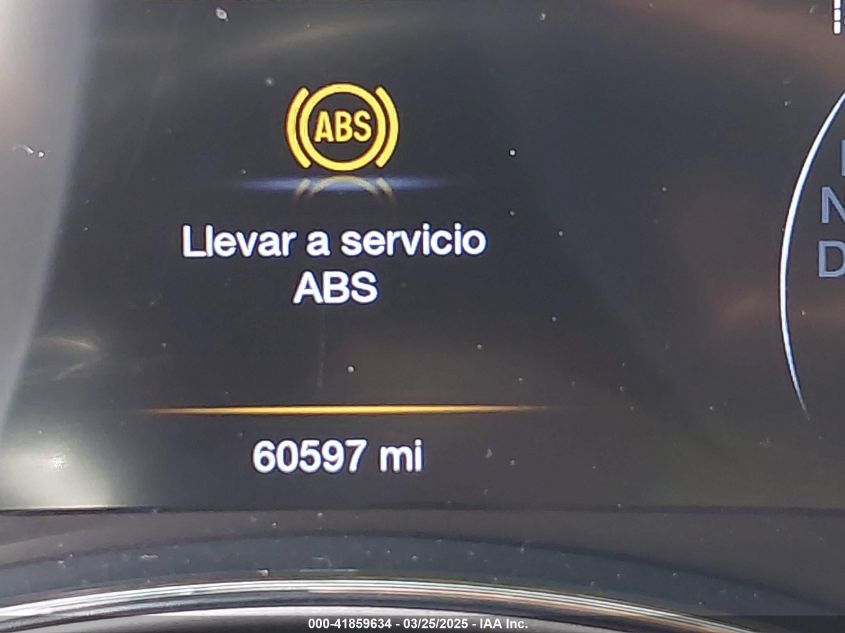 ABS
Llevar a servicio
ABS
N
D
60597 mi
000-41859634 - 03/25/2025 - IAA Inc.